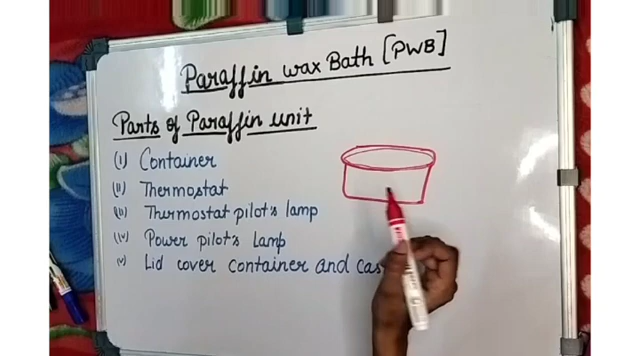 Paraffin wax Bath [PWB]
Parts of Paraffin unit
(I) Container
(II) Thermostat
(III) Thermostat pilot's lamp
(IV) Power pilot's Lamp
(V) Lid cover container and cas